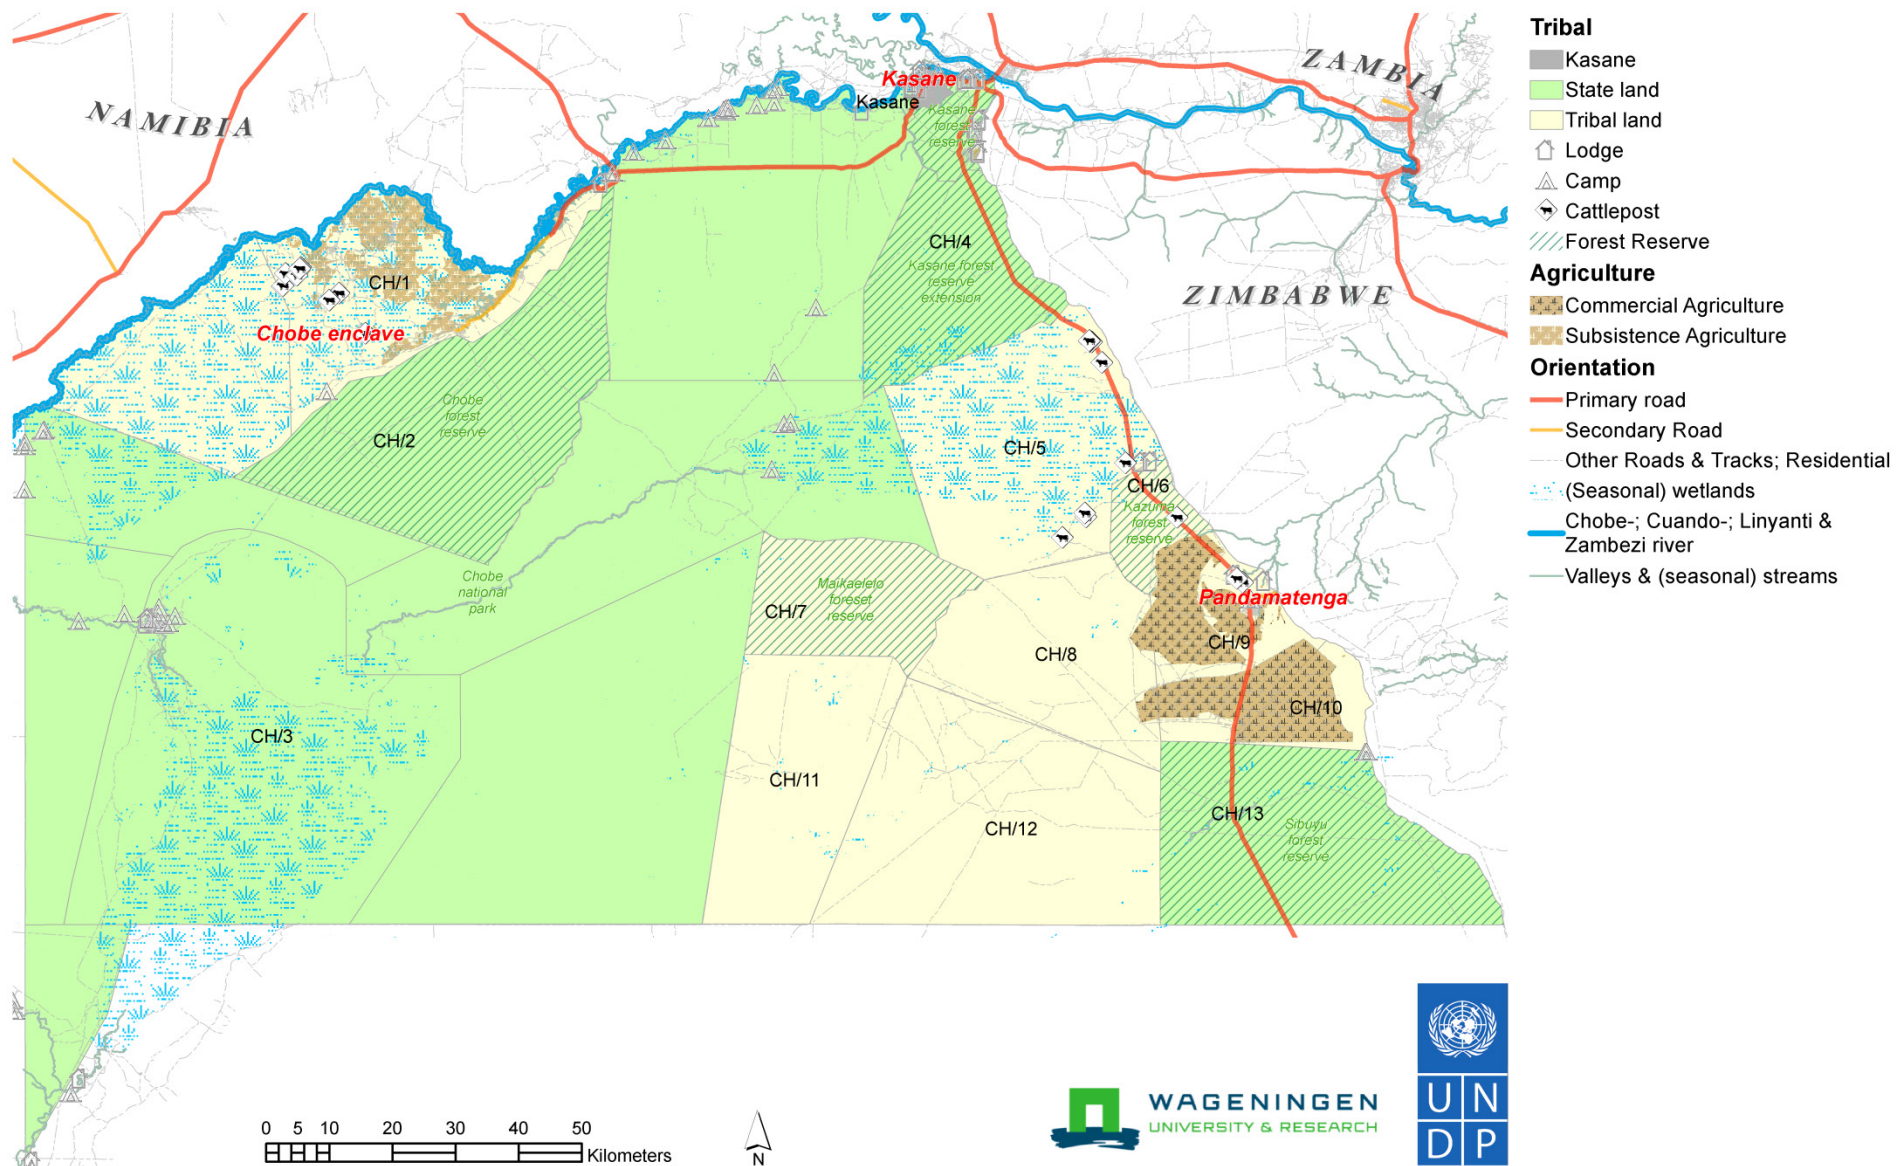 NAMIBIA
ZAMBIA
ZIMBABWE
Kasane
Kasane
Kasane
forest
reserve
CH/4
Kasane forest
reserve
extension
CH/1
Chobe enclave
Chobe
forest
reserve
CH/2
CH/5
CH/6
Kazuma
forest
reserve
Chobe
national
park
Maikaelelo
foreset
reserve
CH/7
Pandamatenga
CH/9
CH/8
CH/10
CH/3
CH/11
CH/12
CH/13
Sibuyu
forest
reserve
Tribal
Kasane
State land
Tribal land
Lodge
Camp
Cattlepost
Forest Reserve
Agriculture
Commercial Agriculture
Subsistence Agriculture
Orientation
Primary road
Secondary Road
Other Roads & Tracks; Residential
(Seasonal) wetlands
Chobe-; Cuando-; Linyanti &
Zambezi river
Valleys & (seasonal) streams
0 5 10 20 30 40 50
Kilometers
N
WAGENINGEN
UNIVERSITY & RESEARCH
U N
D P